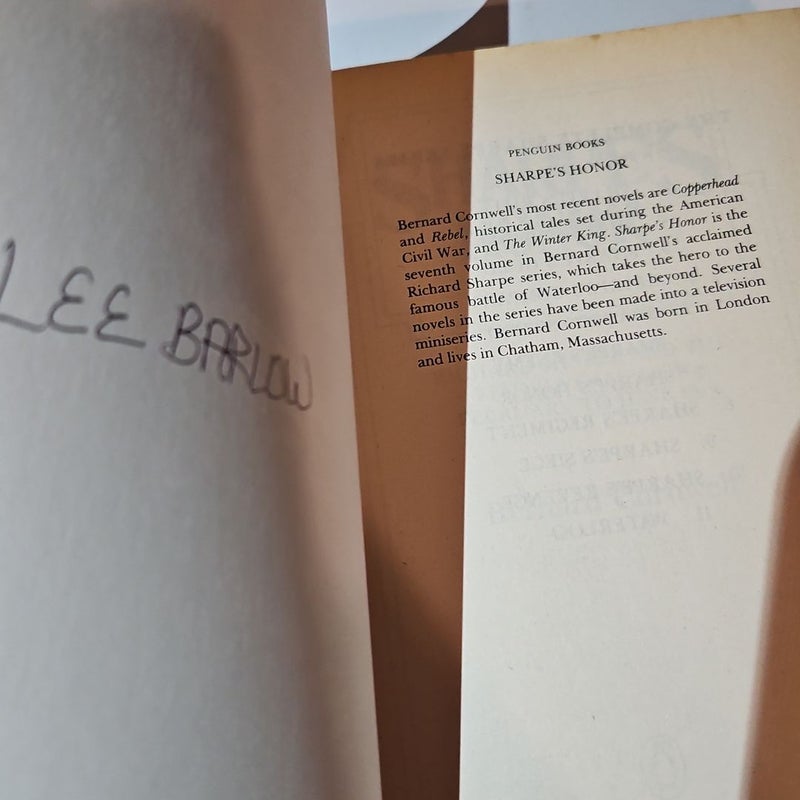 LEE BARLOW
PENGUIN BOOKS
SHARPE'S HONOR
Bernard Cornwell's most recent novels are Copperhead
and Rebel, historical tales set during the American
Civil War, and The Winter King. Sharpe's Honor is the
seventh volume in Bernard Cornwell's acclaimed
Richard Sharpe series, which takes the hero to the
famous battle of Waterloo—and beyond. Several
novels in the series have been made into a television
miniseries. Bernard Cornwell was born in London
and lives in Chatham, Massachusetts.